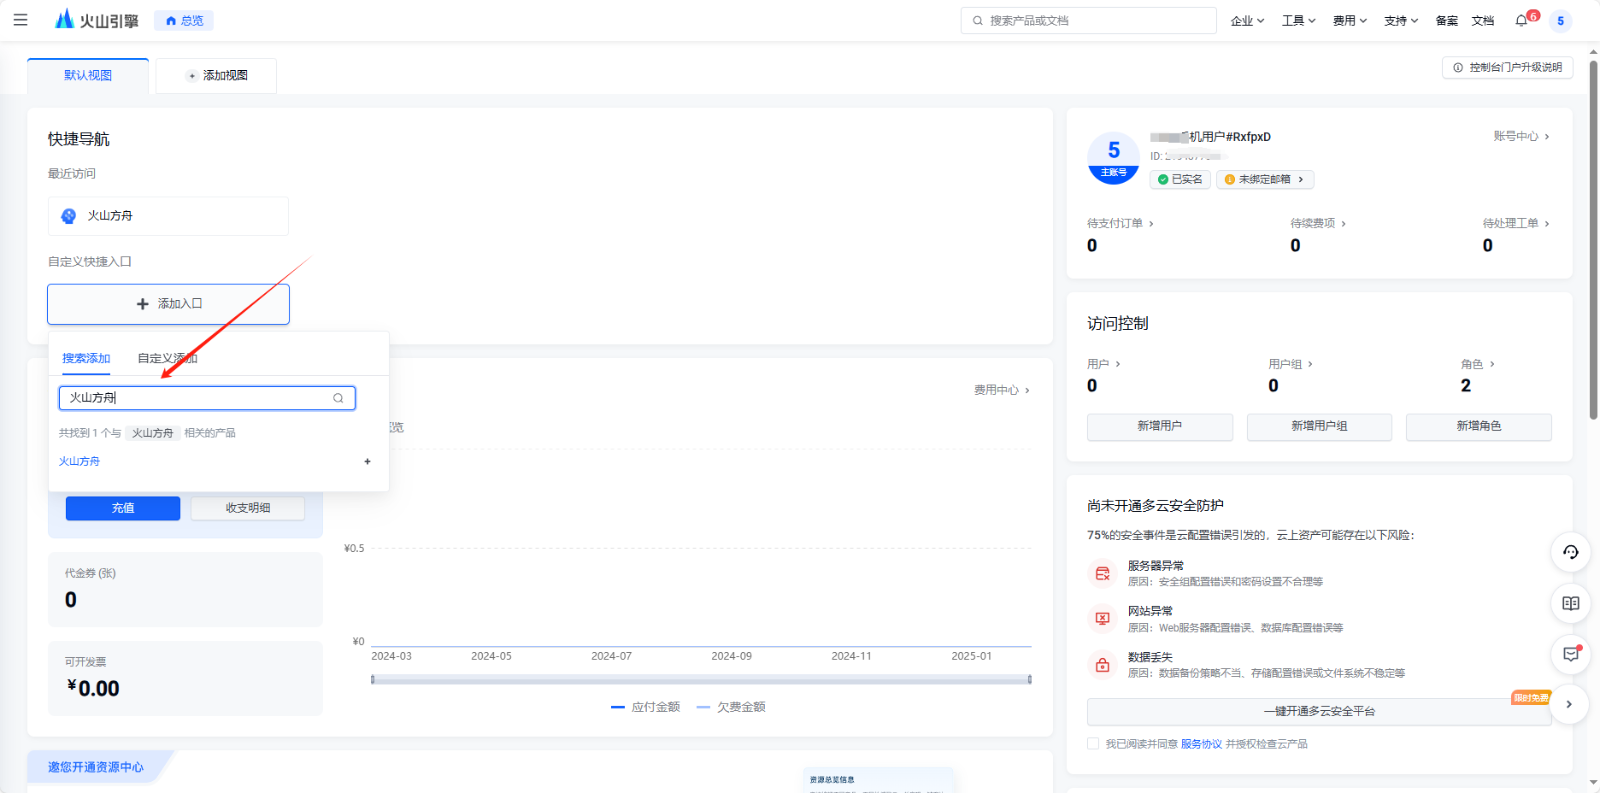 火山引擎
总览
搜索产品或文档
企业
工具
费用
支持
备案
文档
6
5
默认视图
添加视图
控制台门户升级说明
快捷导航
最近访问
火山方舟
自定义快捷入口
添加入口
搜索添加
自定义添加
火山方舟
共找到 1 个与 火山方舟 相关的产品
火山方舟
费用中心
览
充值
收支明细
代金券 (张)
0
可开发票
¥0.00
¥0.5
¥0
2024-03
2024-05
2024-07
2024-09
2024-11
2025-01
应付金额
欠费金额
邀您开通资源中心
资源总览信息
5
主账号
机用户#RxfpxD
账号中心
ID:
已实名
未绑定邮箱
待支付订单
0
待续费项
0
待处理工单
0
访问控制
用户
0
用户组
0
角色
2
新增用户
新增用户组
新增角色
尚未开通多云安全防护
75%的安全事件是云配置错误引发的，云上资产可能存在以下风险：
服务器异常
原因：安全组配置错误和密码设置不合理等
网站异常
原因：Web服务器配置错误、数据库配置错误等
数据丢失
原因：数据备份策略不当、存储配置错误或文件系统不稳定等
限时免费
一键开通多云安全平台
我已阅读并同意 服务协议 并授权检查云产品